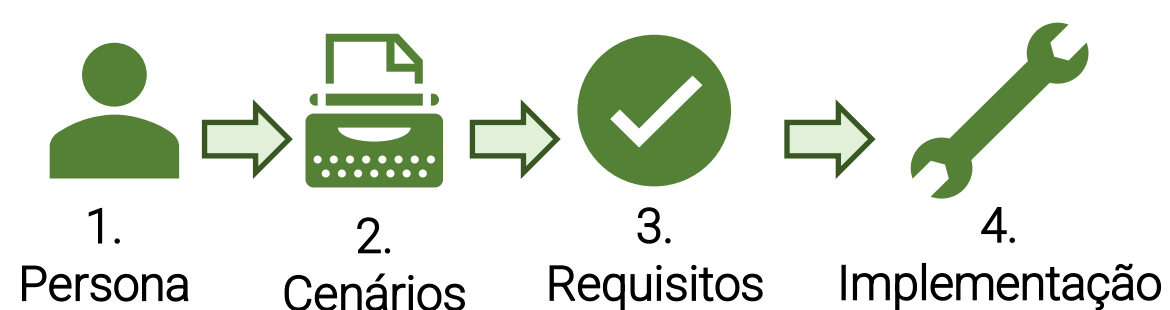 1.
Persona
2.
Cenários
3.
Requisitos
4.
Implementação